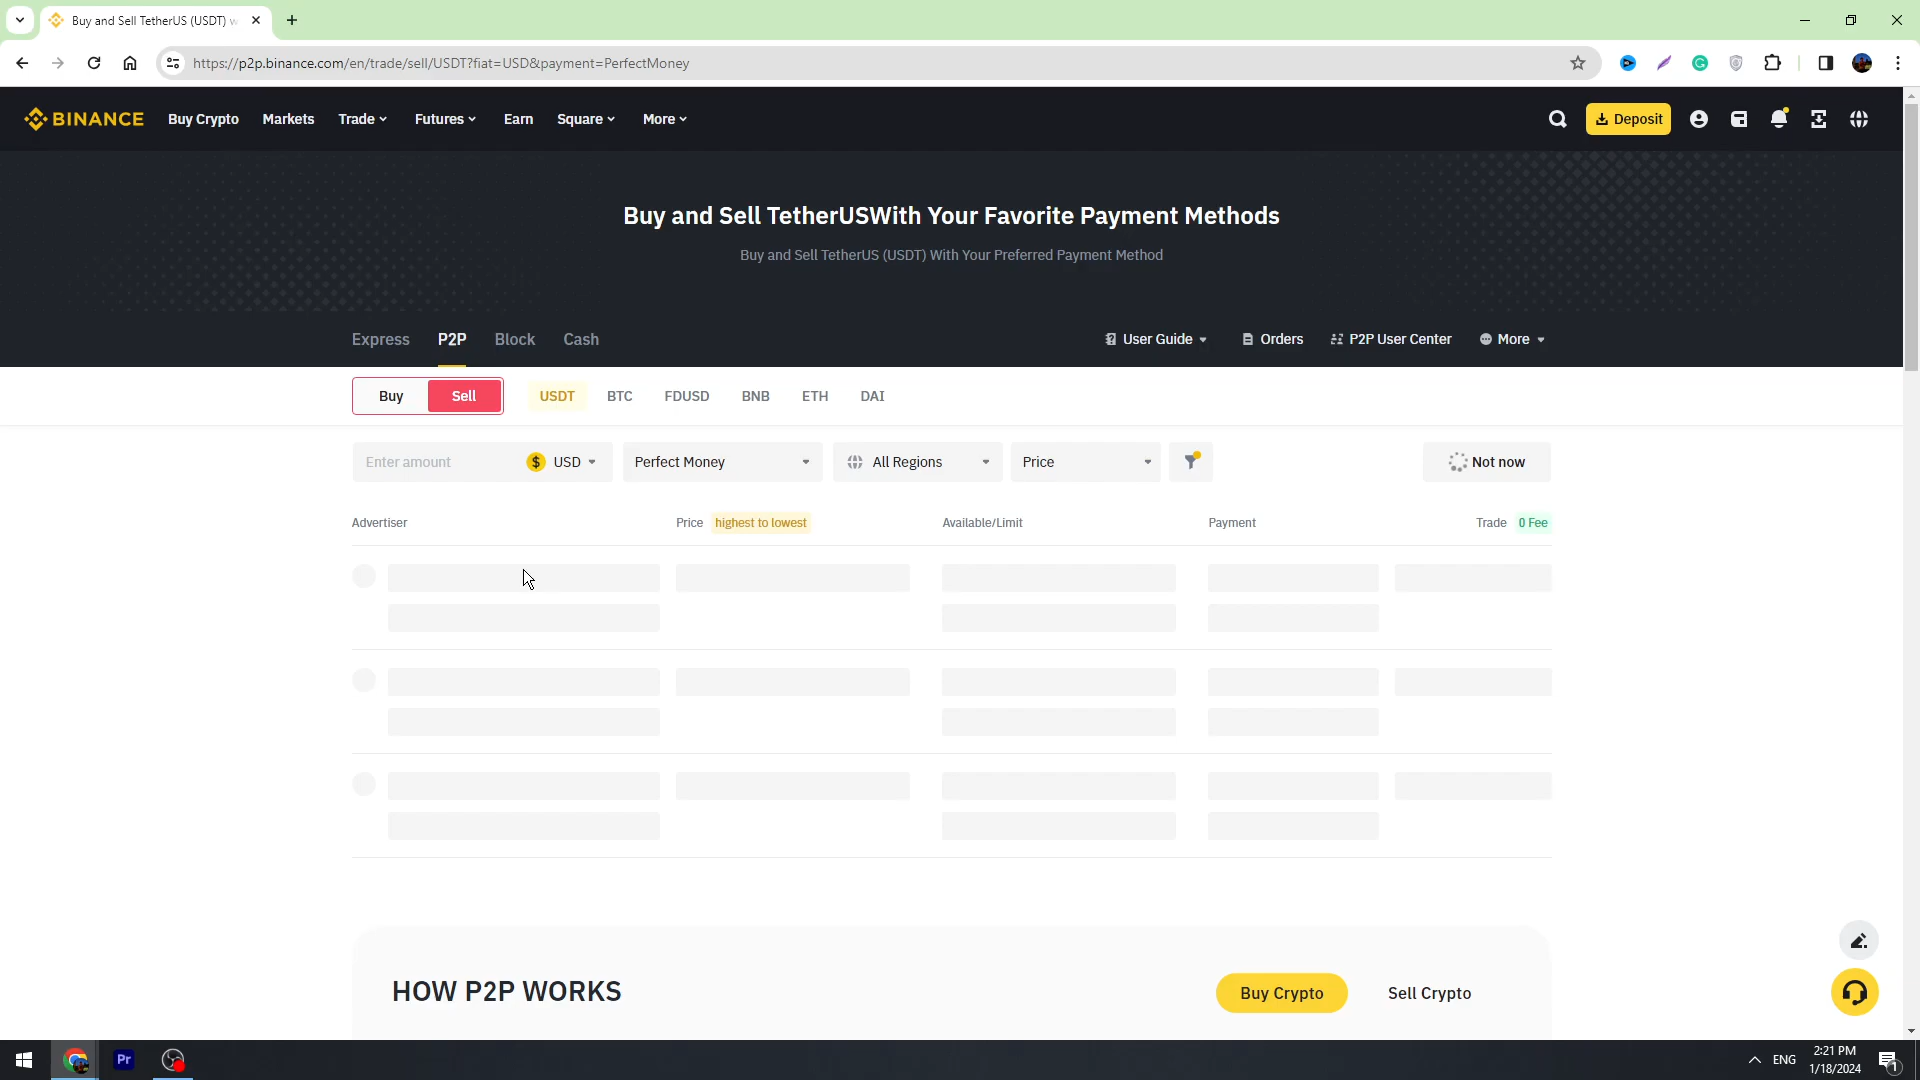 Buy and Sell TetherUS (USDT) w
https://p2p.binance.com/en/trade/sell/USDT?fiat=USD&payment=PerfectMoney
BINANCE Buy Crypto Markets Trade Futures Earn Square More Deposit
Buy and Sell TetherUSWith Your Favorite Payment Methods
Buy and Sell TetherUS (USDT) With Your Preferred Payment Method
Express P2P Block Cash User Guide Orders P2P User Center More
Buy Sell USDT BTC FDUSD BNB ETH DAI
Enter amount $ USD Perfect Money All Regions Price Not now
Advertiser Price highest to lowest Available/Limit Payment Trade 0 Fee
HOW P2P WORKS Buy Crypto Sell Crypto
Pr ENG 2:21 PM
1/18/2024 1